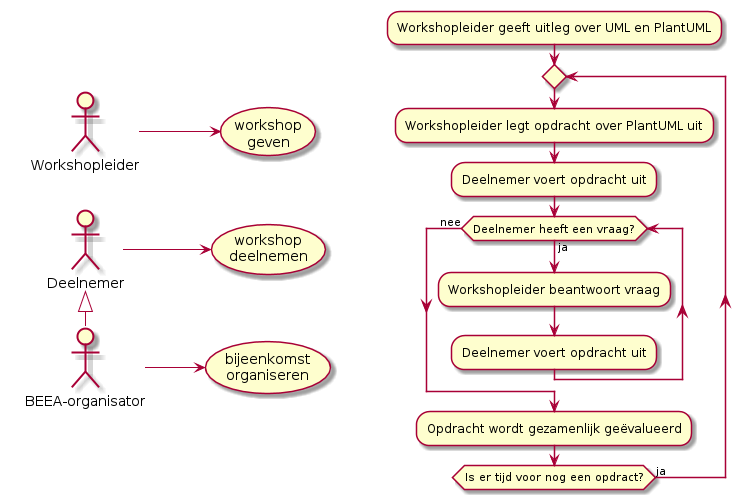 Workshopleider
workshop
geven
Deelnemer
workshop
deelnemen
BEEA-organisator
bijeenkomst
organiseren
Workshopleider geeft uitleg over UML en PlantUML
Workshopleider legt opdracht over PlantUML uit
Deelnemer voert opdracht uit
nee
Deelnemer heeft een vraag?
ja
Workshopleider beantwoort vraag
Deelnemer voert opdracht uit
Opdracht wordt gezamenlijk geëvalueerd
Is er tijd voor nog een opdract?
ja